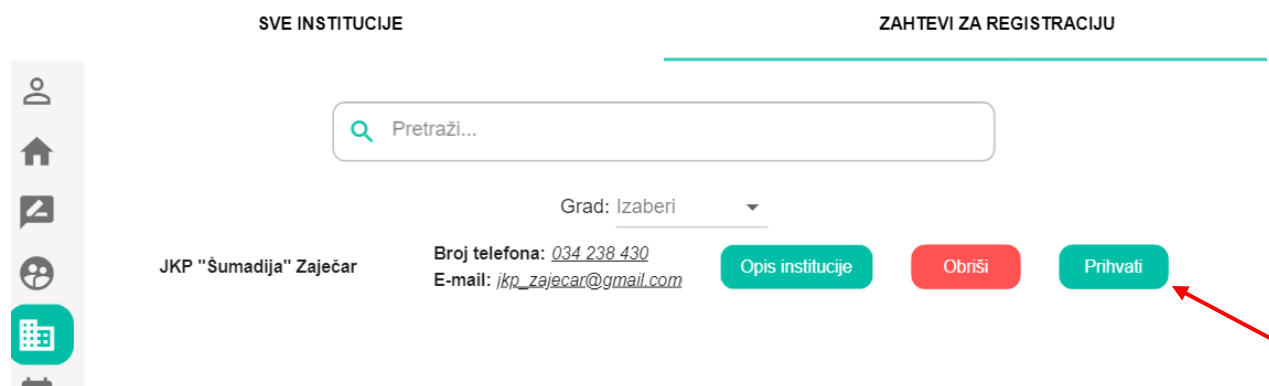 SVE INSTITUCIJE
ZAHTEVI ZA REGISTRACIJU
Pretraži...
Grad: Izaberi
JKP "Šumadija" Zaječar
Broj telefona: 034 238 430
E-mail: jkp_zajecar@gmail.com
Opis institucije
Obriši
Prihvati